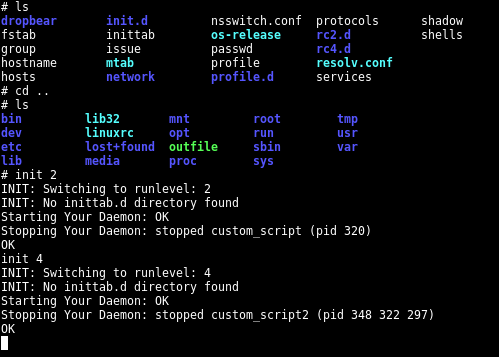 # ls
dropbear init.d nsswitch.conf protocols shadow
fstab inittab os-release rc2.d shells
group issue passwd rc4.d
hostname mtab profile resolv.conf
hosts network profile.d services
# cd ..
# ls
bin lib32 mnt root tmp
dev linuxrc opt run usr
etc lost+found outfile sbin var
lib media proc sys
# init 2
INIT: Switching to runlevel: 2
INIT: No inittab.d directory found
Starting Your Daemon: OK
Stopping Your Daemon: stopped custom_script (pid 320)
OK
init 4
INIT: Switching to runlevel: 4
INIT: No inittab.d directory found
Starting Your Daemon: OK
Stopping Your Daemon: stopped custom_script2 (pid 348 322 297)
OK